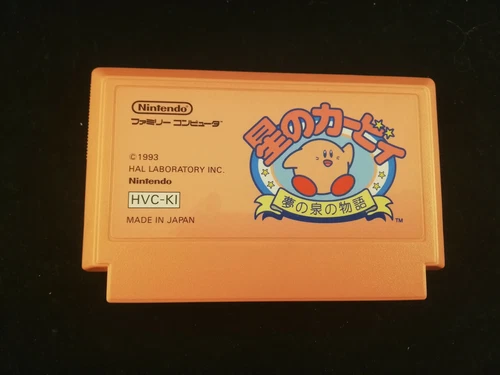 Nintendo
ファミリー コンピュータ
©1993
HAL LABORATORY INC.
Nintendo
HVC-KI
MADE IN JAPAN
星のカービィ
夢の泉の物語
TM